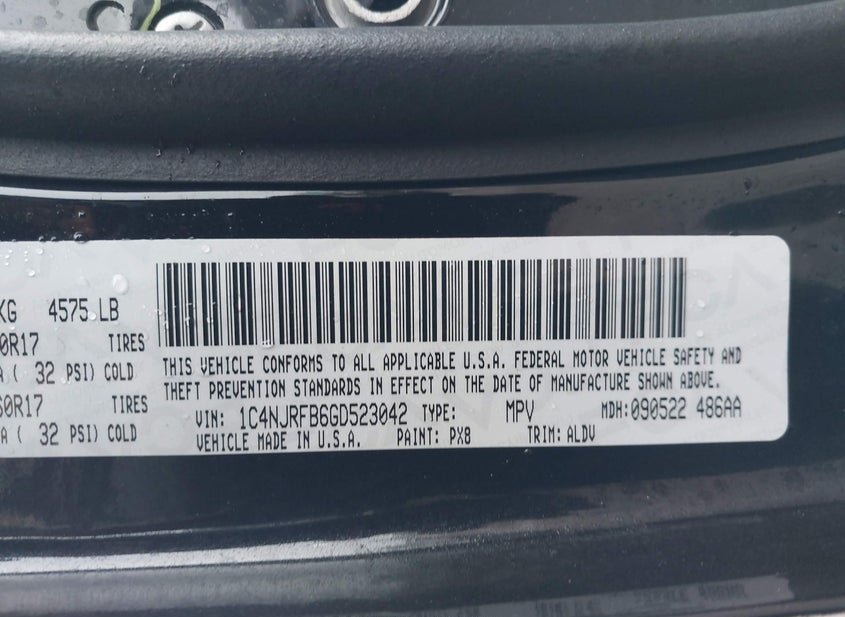 KG 4575 LB
0R17 TIRES
A ( 32 PSI) COLD
60R17 TIRES
A ( 32 PSI) COLD
THIS VEHICLE CONFORMS TO ALL APPLICABLE U.S.A. FEDERAL MOTOR VEHICLE SAFETY AND
THEFT PREVENTION STANDARDS IN EFFECT ON THE DATE OF MANUFACTURE SHOWN ABOVE.
VIN: 1C4NJRFB6GD523042 TYPE: MPV MDH:090522 486AA
VEHICLE MADE IN U.S.A. PAINT: PX8 TRIM: ALDV